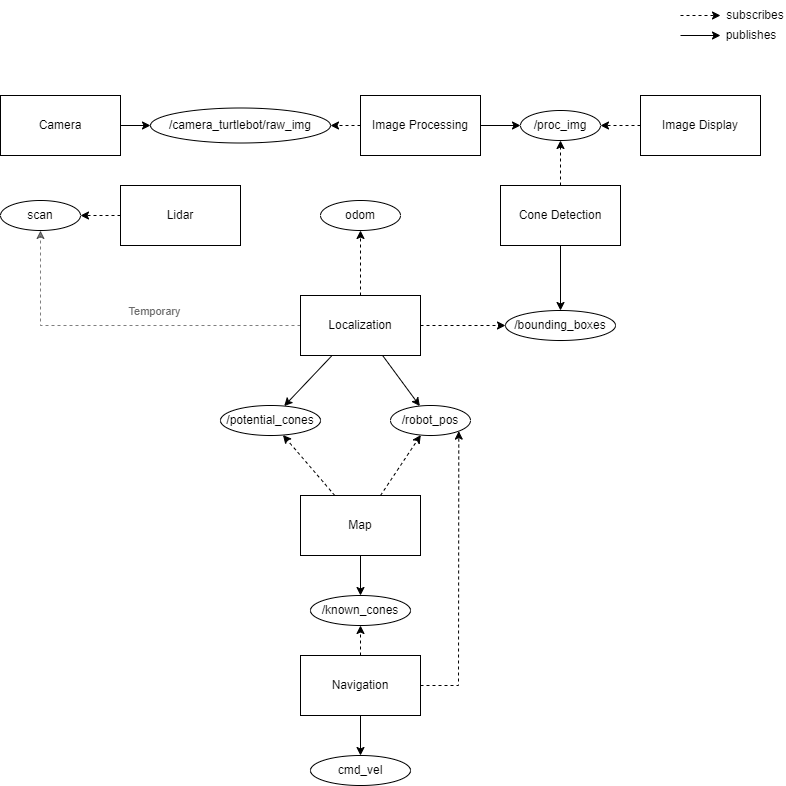 subscribes
publishes
Camera
/camera_turtlebot/raw_img
Image Processing
/proc_img
Image Display
scan
Lidar
odom
Cone Detection
Temporary
Localization
/bounding_boxes
/potential_cones
/robot_pos
Map
/known_cones
Navigation
cmd_vel